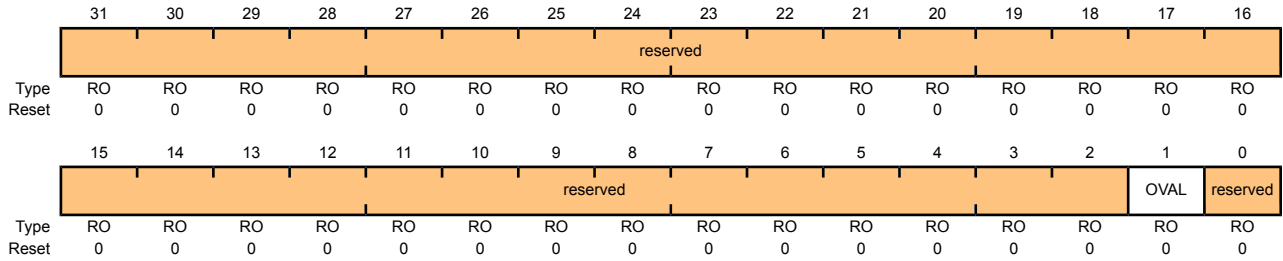 31 30 29 28 27 26 25 24 23 22 21 20 19 18 17 16
reserved
Type RO RO RO RO RO RO RO RO RO RO RO RO RO RO RO RO
Reset 0 0 0 0 0 0 0 0 0 0 0 0 0 0 0 0
15 14 13 12 11 10 9 8 7 6 5 4 3 2 1 0
reserved OVAL reserved
Type RO RO RO RO RO RO RO RO RO RO RO RO RO RO RO RO
Reset 0 0 0 0 0 0 0 0 0 0 0 0 0 0 0 0